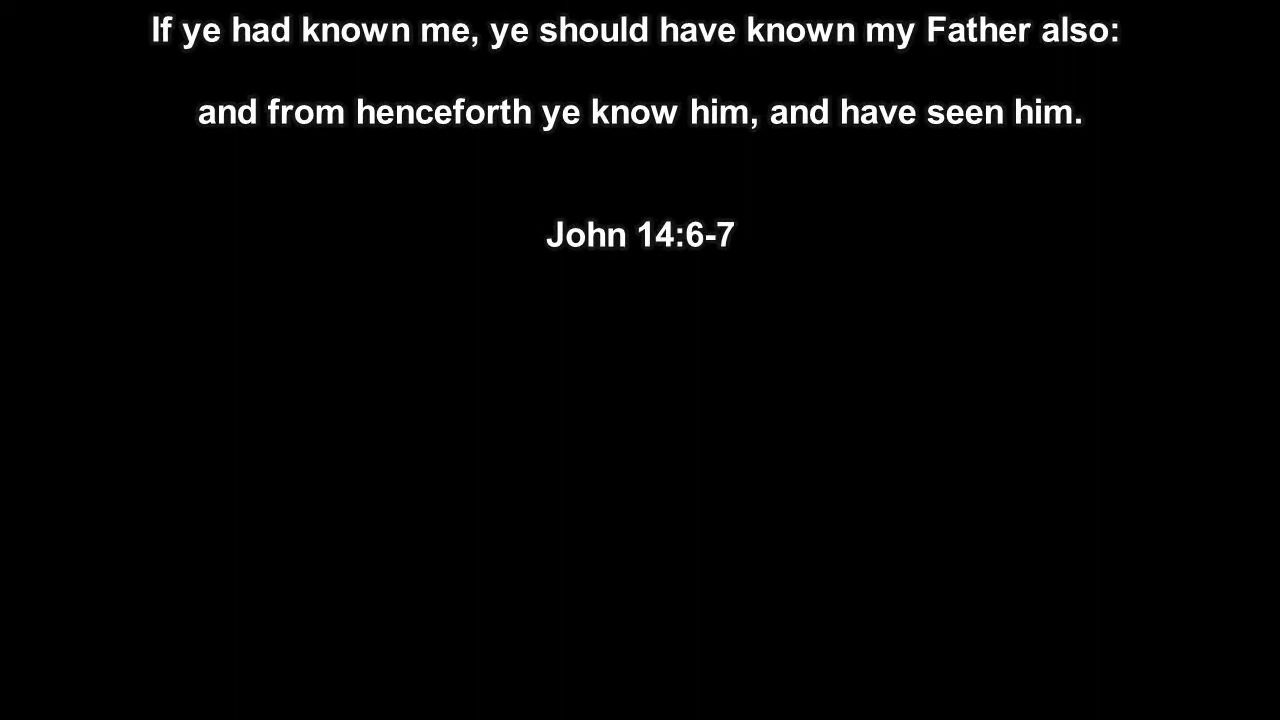 If ye had known me, ye should have known my Father also:
and from henceforth ye know him, and have seen him.
John 14:6-7